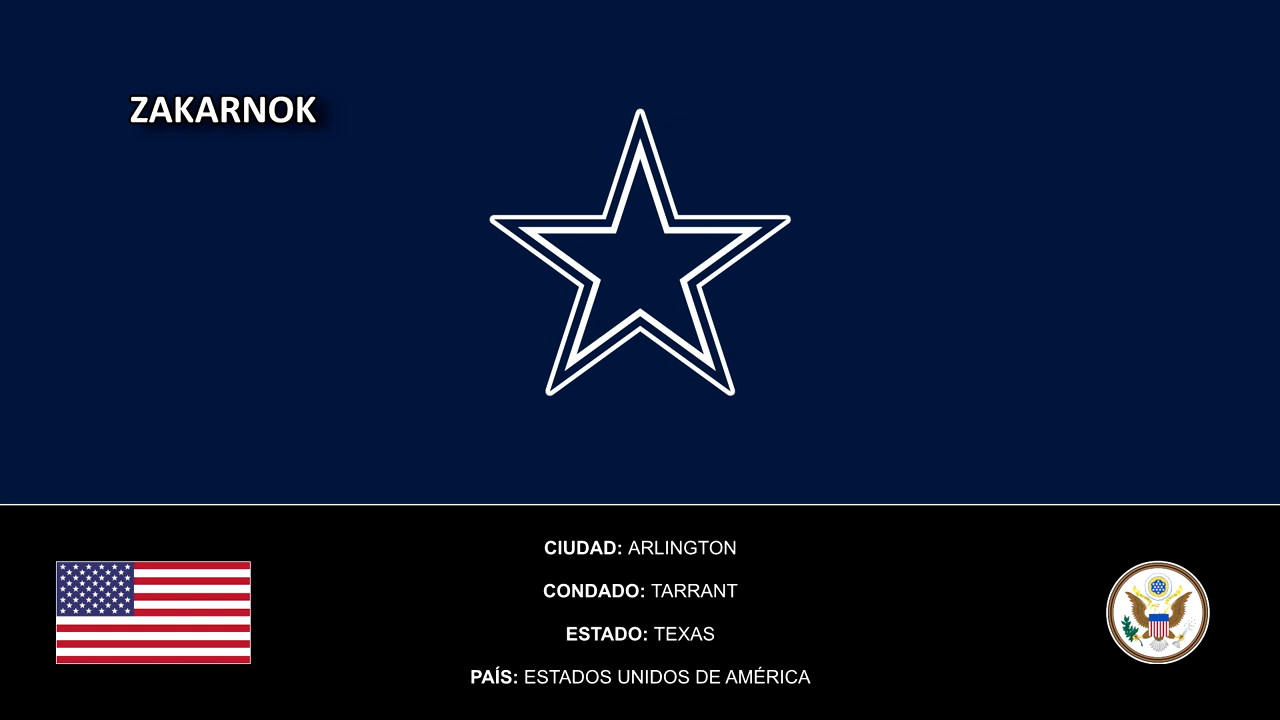 ZAKARNOK
CIUDAD: ARLINGTON
CONDADO: TARRANT
ESTADO: TEXAS
PAÍS: ESTADOS UNIDOS DE AMÉRICA